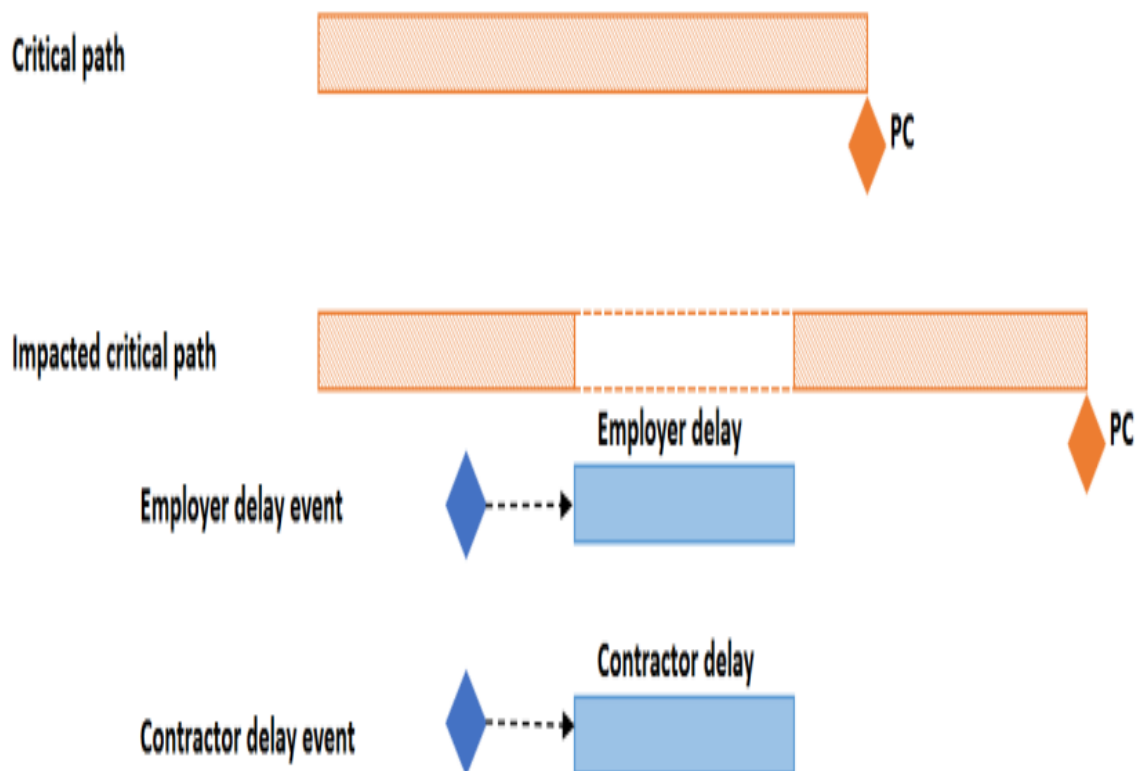 Critical path
PC
Impacted critical path
PC
Employer delay
Employer delay event
Contractor delay
Contractor delay event